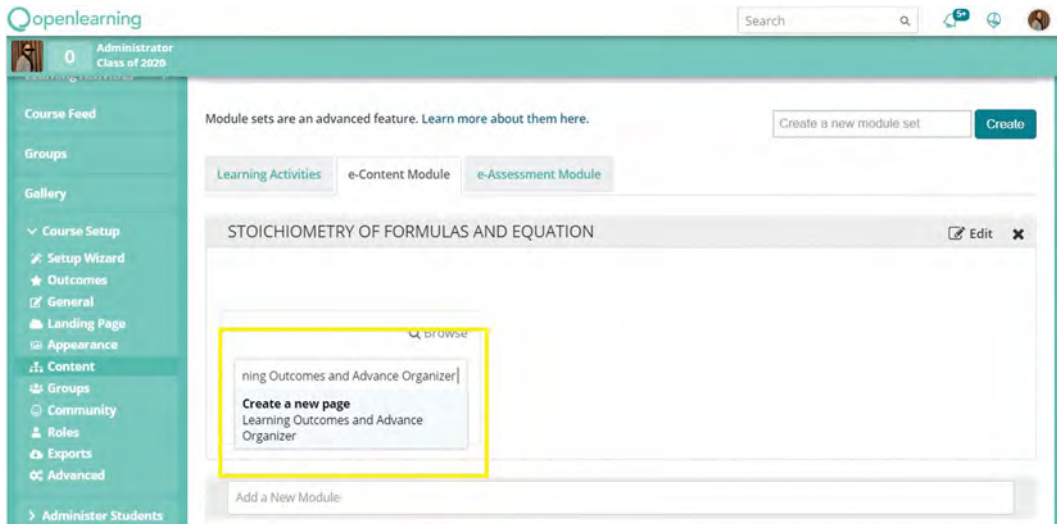 openlearning
Search
5+
0
Administrator
Class of 2020
Learning Activities
Course Feed
Groups
Gallery
Course Setup
Setup Wizard
Outcomes
General
Landing Page
Appearance
Content
Groups
Community
Roles
Exports
Advanced
Administer Students
Module sets are an advanced feature. Learn more about them here.
Create a new module set
Create
Learning Activities
e-Content Module
e-Assessment Module
STOICHIOMETRY OF FORMULAS AND EQUATION
Edit
Browse
ning Outcomes and Advance Organizer
Create a new page
Learning Outcomes and Advance
Organizer
Add a New Module